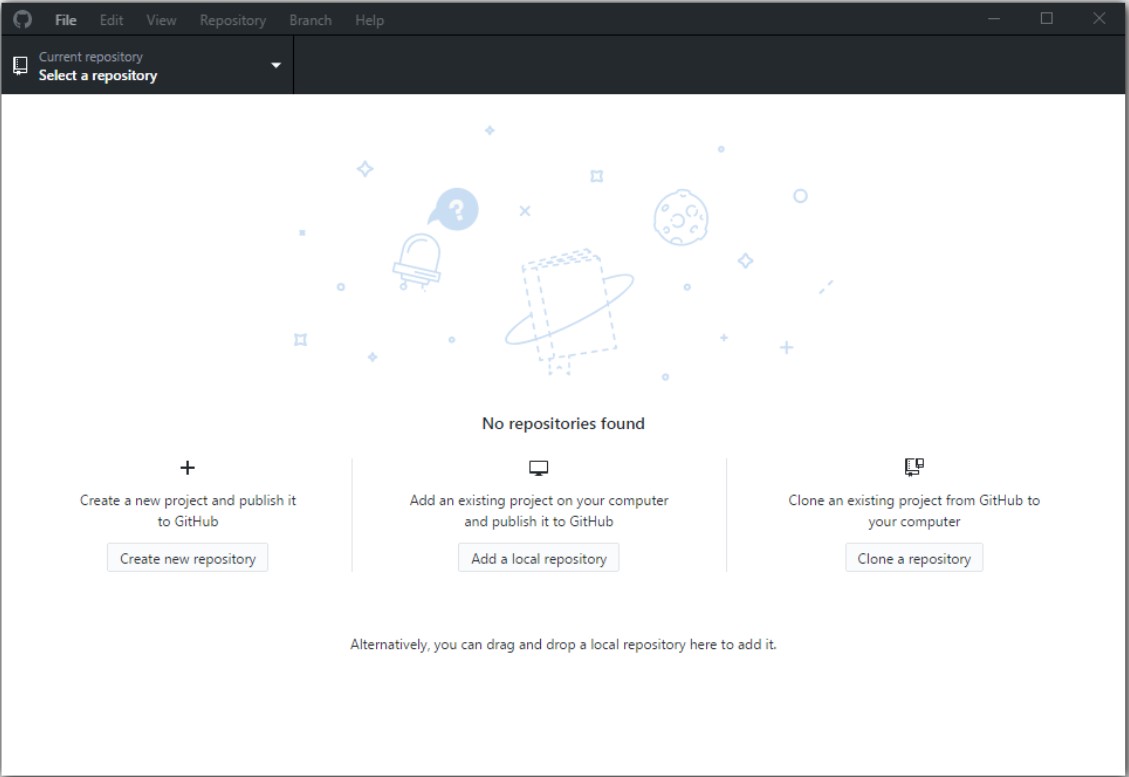 File Edit View Repository Branch Help
Current repository
Select a repository
?
No repositories found
Create a new project and publish it
to GitHub
Create new repository
Add an existing project on your computer
and publish it to GitHub
Add a local repository
Clone an existing project from GitHub to
your computer
Clone a repository
Alternatively, you can drag and drop a local repository here to add it.